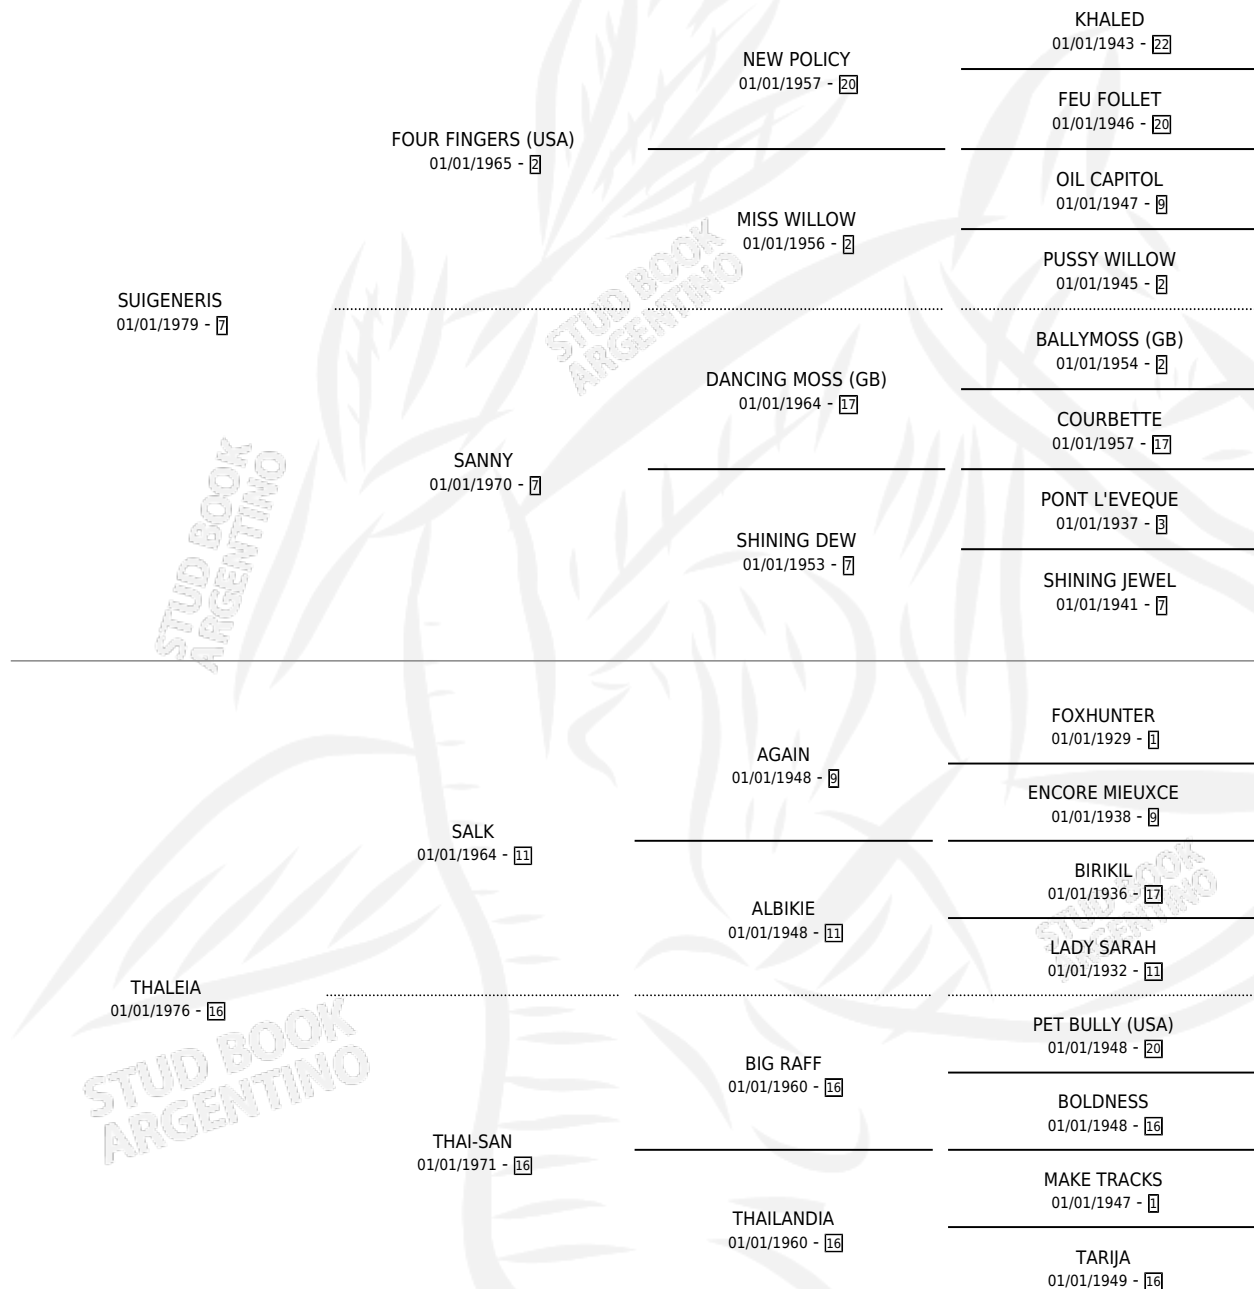 KHALED
01/01/1943 - 22
NEW POLICY
01/01/1957 - 20
FEU FOLLET
01/01/1946 - 20
FOUR FINGERS (USA)
01/01/1965 - 2
OIL CAPITOL
01/01/1947 - 9
MISS WILLOW
01/01/1956 - 2
PUSSY WILLOW
01/01/1945 - 2
SUIGENERIS
01/01/1979 - 7
BALLYMOSS (GB)
01/01/1954 - 2
DANCING MOSS (GB)
01/01/1964 - 17
COURBETTE
01/01/1957 - 17
SANNY
01/01/1970 - 7
PONT L'EVEQUE
01/01/1937 - 3
SHINING DEW
01/01/1953 - 7
SHINING JEWEL
01/01/1941 - 7
FOXHUNTER
01/01/1929 - 1
AGAIN
01/01/1948 - 9
ENCORE MIEUXCE
01/01/1938 - 9
SALK
01/01/1964 - 11
BIRIKIL
01/01/1936 - 17
ALBIKIE
01/01/1948 - 11
LADY SARAH
01/01/1932 - 11
THALEIA
01/01/1976 - 16
PET BULLY (USA)
01/01/1948 - 20
BIG RAFF
01/01/1960 - 16
BOLDNESS
01/01/1948 - 16
THAI-SAN
01/01/1971 - 16
MAKE TRACKS
01/01/1947 - 1
THAILANDIA
01/01/1960 - 16
TARIJA
01/01/1949 - 16
STUD BOOK
ARGENTINO
STUD BOOK
ARGENTINO
STUD BOOK
ARGENTINO
STUD BOOK
ARGENTINO